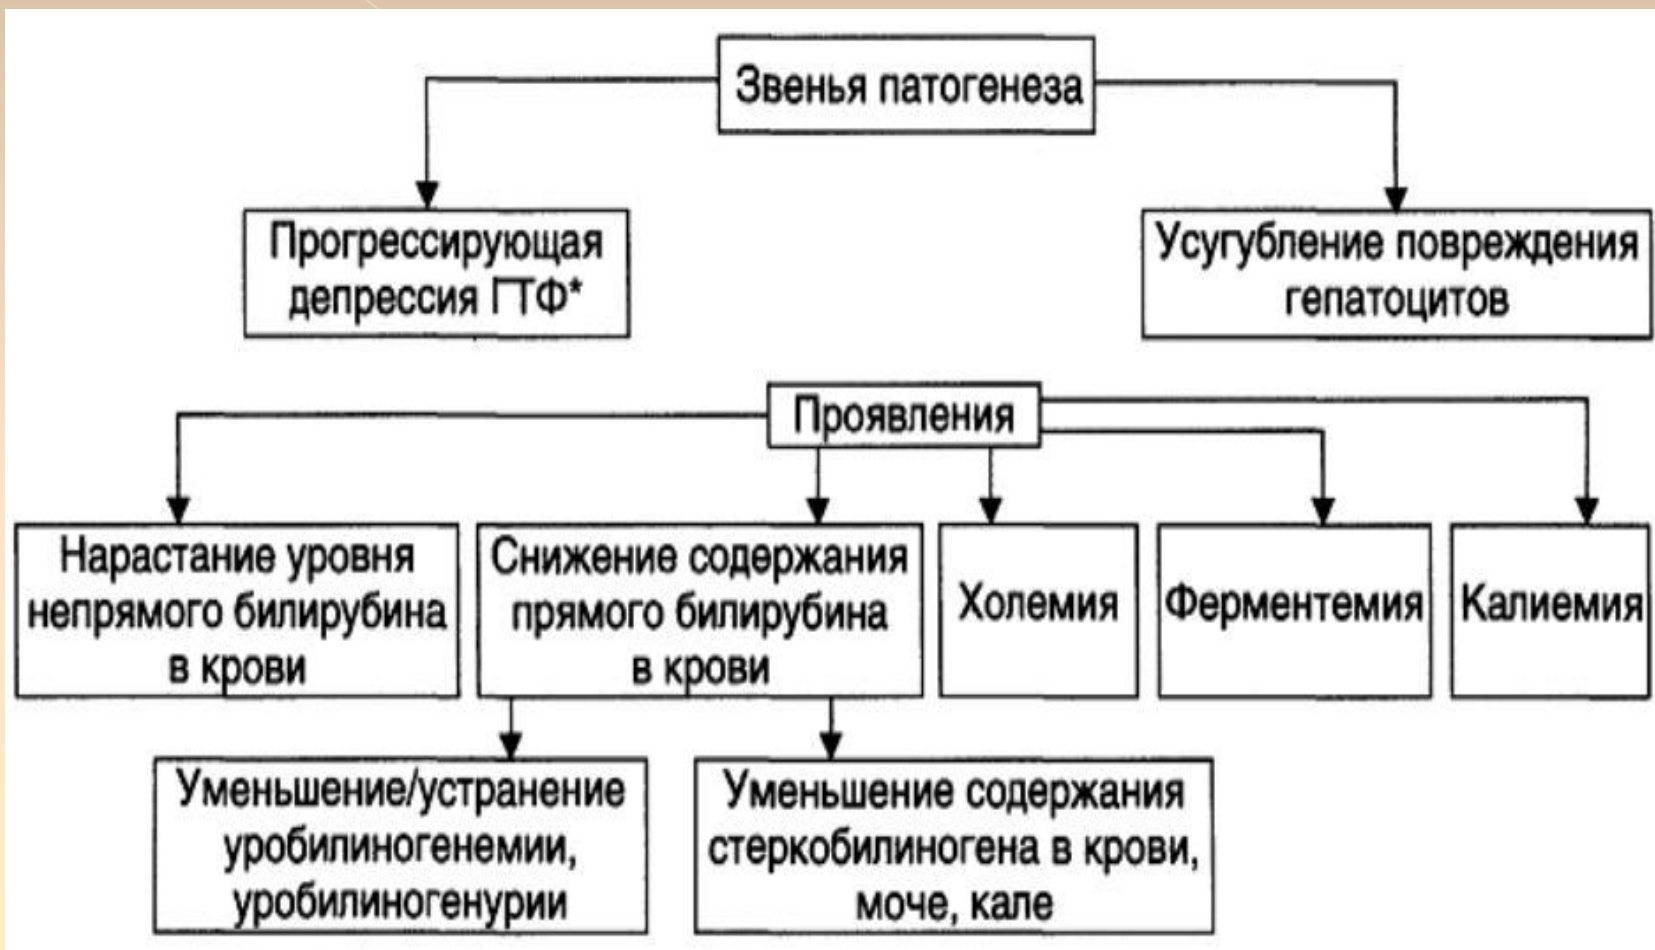 Звенья патогенеза
Прогрессирующая
депрессия ГТФ*
Усугубление повреждения
гепатоцитов
Проявления
Нарастание уровня
непрямого билирубина
в крови
Снижение содержания
прямого билирубина
в крови
Холемия
Ферментемия
Калиемия
Уменьшение/устранение
уробилиногенемии,
уробилиногенурии
Уменьшение содержания
стеркобилиногена в крови,
моче, кале